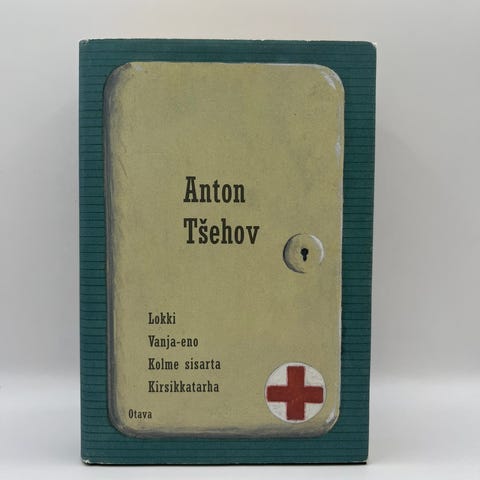 Anton
Tšehov
Lokki
Vanja-eno
Kolme sisarta
Kirsikkatarha
Otava